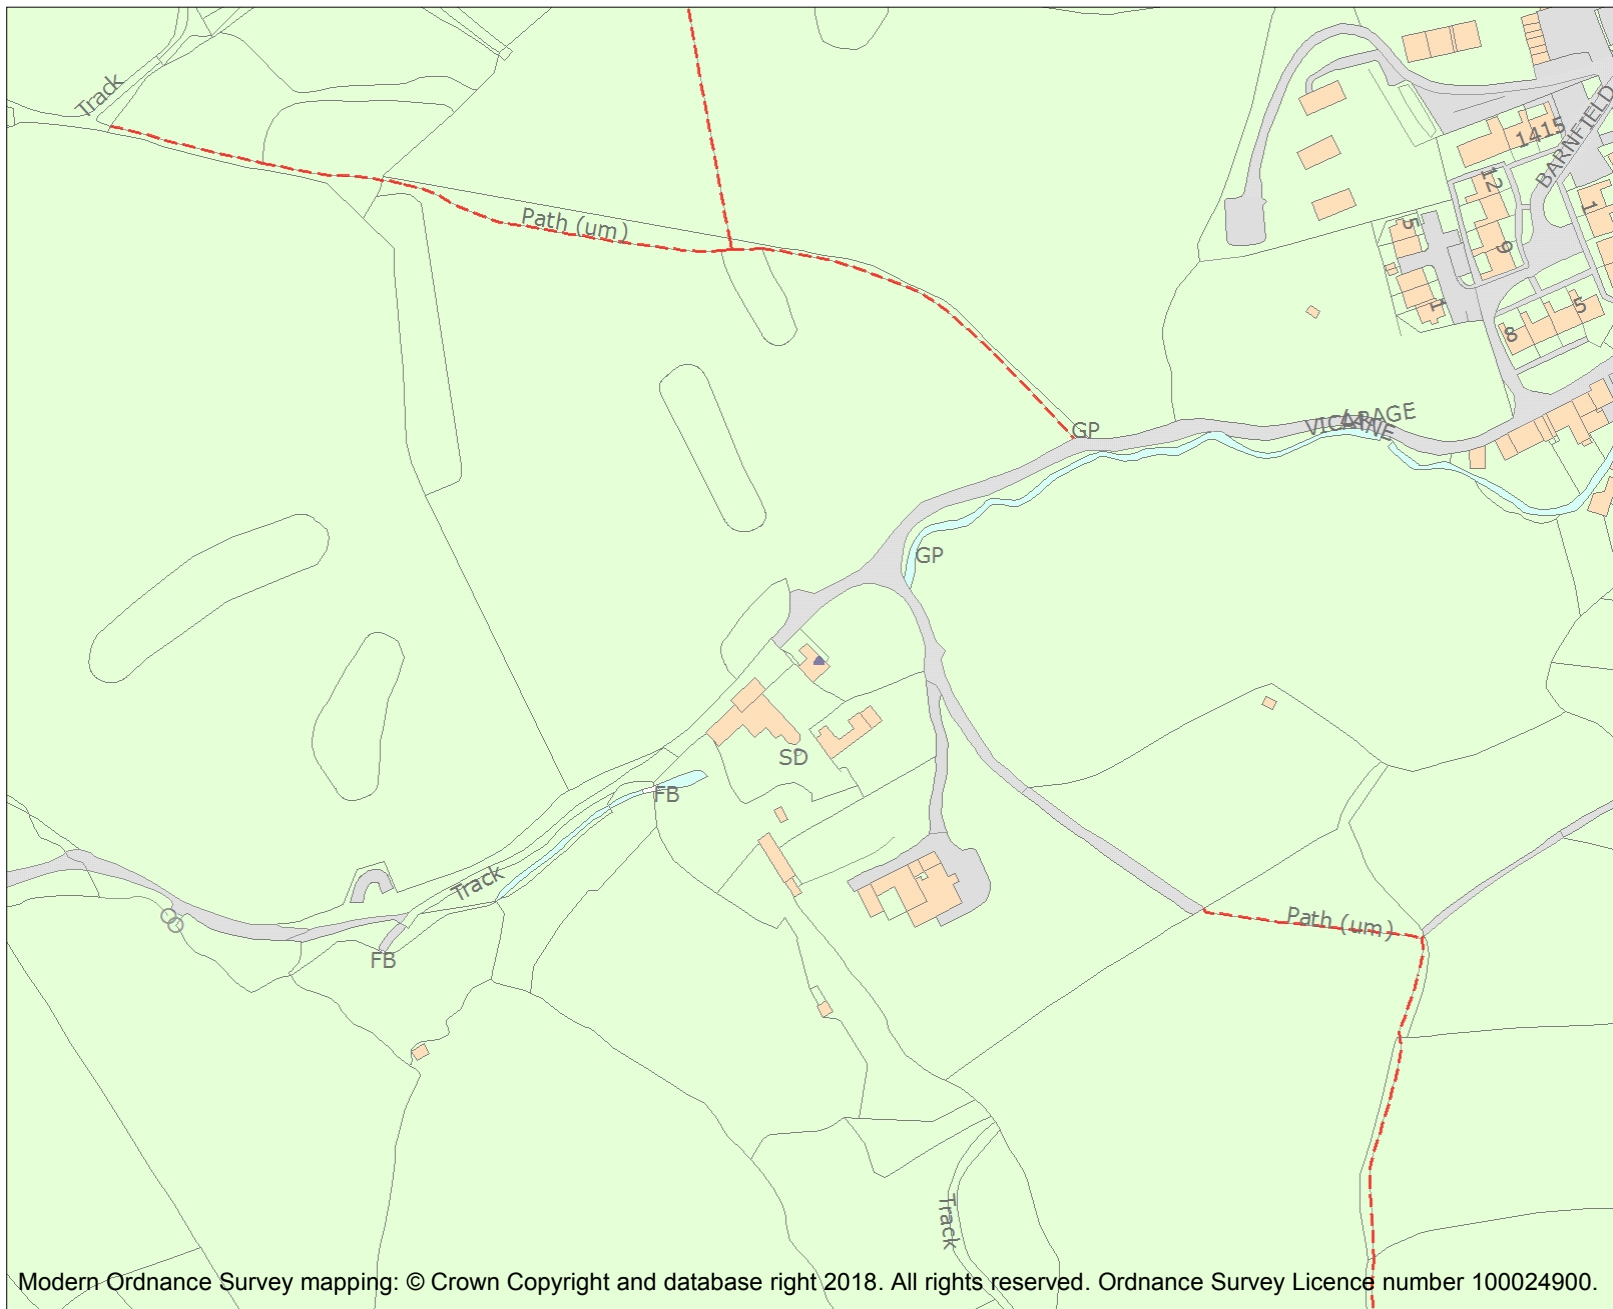 Track
BARNFIELD
1415
12
5
1
9
Path (um)
1
5
8
VICARAGE
LANE
GP
GP
SD
FB
Track
Path (um)
FB
Track
Modern Ordnance Survey mapping: © Crown Copyright and database right 2018. All rights reserved. Ordnance Survey Licence number 100024900.